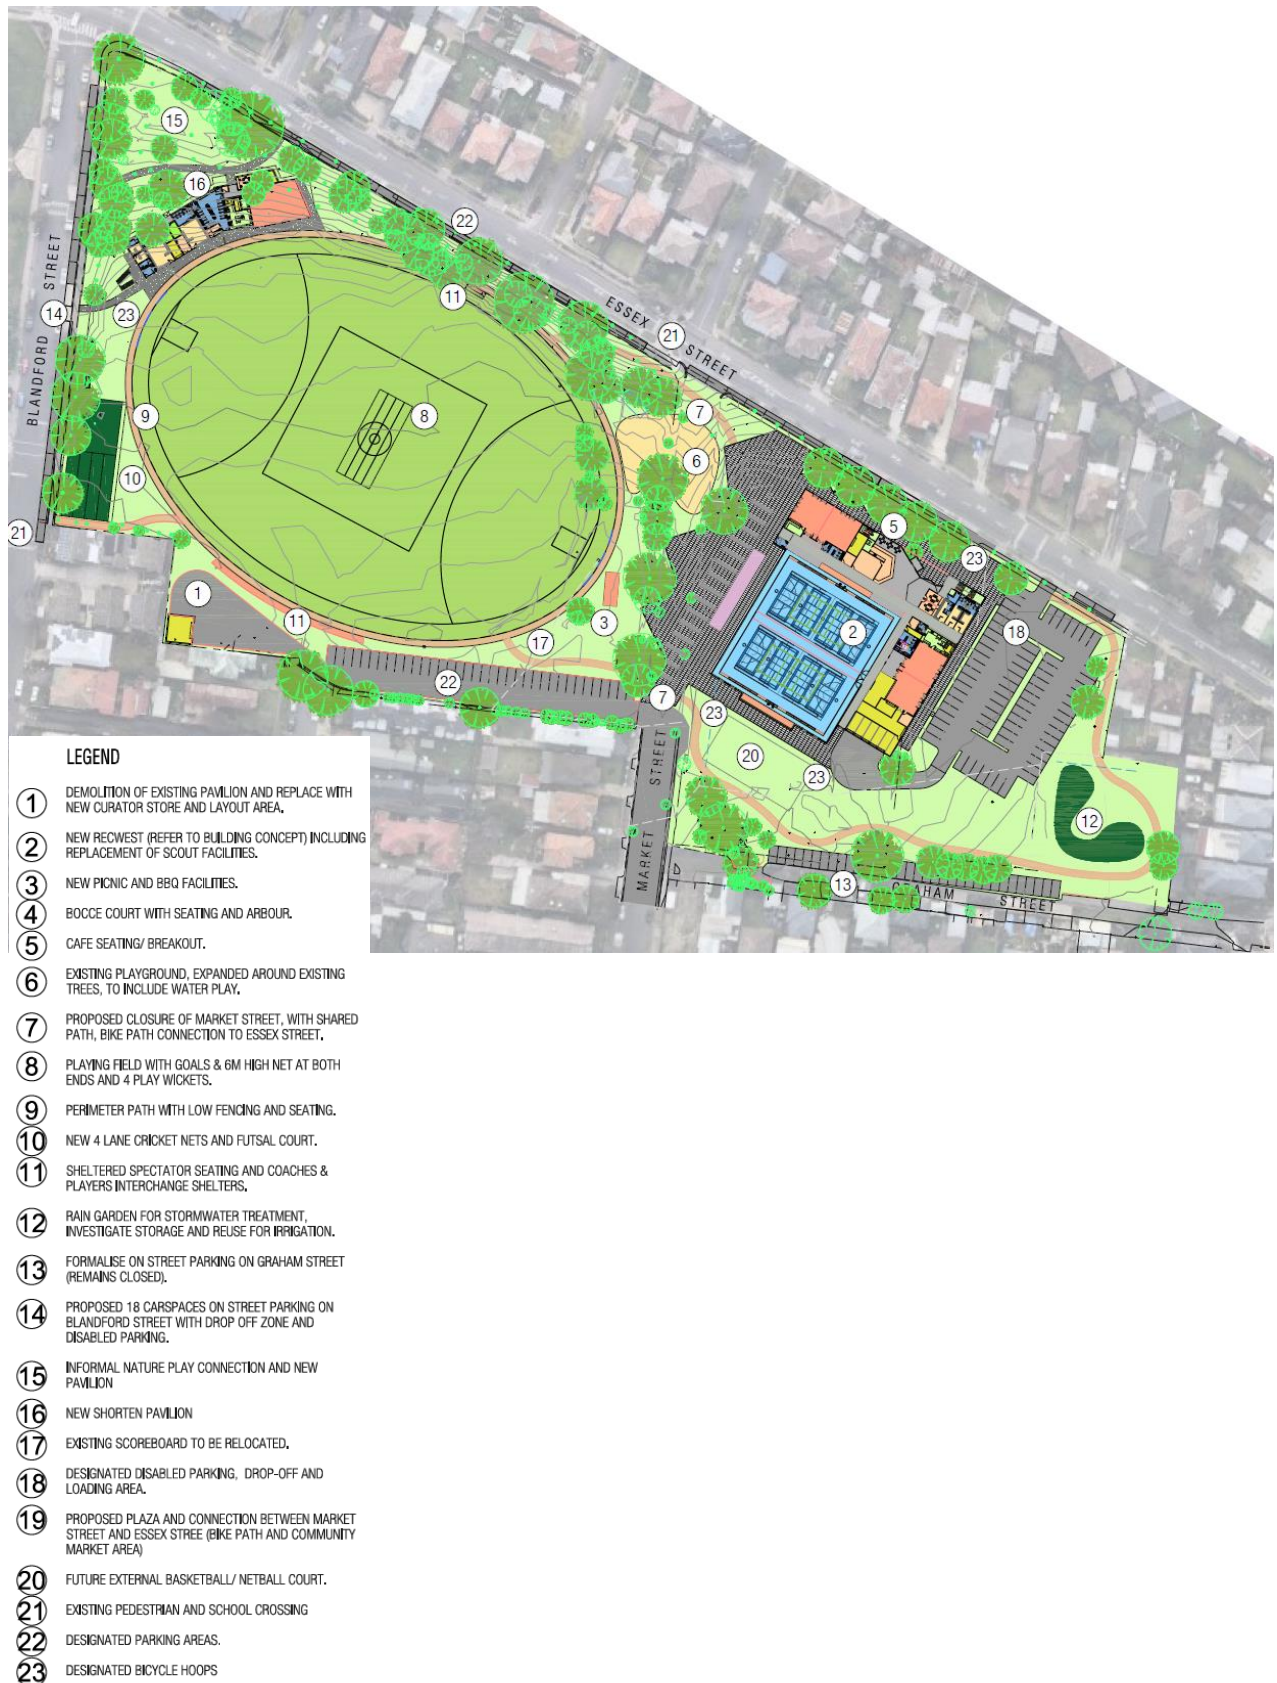 15
16
22
BLANDFORD STREET
14
23
11
ESSEX STREET
21
9
8
7
6
10
21
5
23
1
11
3
2
18
17
22
7
23
20
23
MARKET STREET
12
13
GRAHAM STREET
LEGEND
1 DEMOLITION OF EXISTING PAVILION AND REPLACE WITH
NEW CURATOR STORE AND LAYOUT AREA.
2 NEW RECWEST (REFER TO BUILDING CONCEPT) INCLUDING
REPLACEMENT OF SCOUT FACILITIES.
3 NEW PICNIC AND BBQ FACILITIES.
4 BOCCE COURT WITH SEATING AND ARBOUR.
5 CAFE SEATING/ BREAKOUT.
6 EXISTING PLAYGROUND, EXPANDED AROUND EXISTING
TREES, TO INCLUDE WATER PLAY.
7 PROPOSED CLOSURE OF MARKET STREET, WITH SHARED
PATH, BIKE PATH CONNECTION TO ESSEX STREET.
8 PLAYING FIELD WITH GOALS & 6M HIGH NET AT BOTH
ENDS AND 4 PLAY WICKETS.
9 PERIMETER PATH WITH LOW FENCING AND SEATING.
10 NEW 4 LANE CRICKET NETS AND FUTSAL COURT.
11 SHELTERED SPECTATOR SEATING AND COACHES &
PLAYERS INTERCHANGE SHELTERS.
12 RAIN GARDEN FOR STORMWATER TREATMENT,
INVESTIGATE STORAGE AND REUSE FOR IRRIGATION.
13 FORMALISE ON STREET PARKING ON GRAHAM STREET
(REMAINS CLOSED).
14 PROPOSED 18 CARSPACES ON STREET PARKING ON
BLANDFORD STREET WITH DROP OFF ZONE AND
DISABLED PARKING.
15 INFORMAL NATURE PLAY CONNECTION AND NEW
PAVILION
16 NEW SHORTEN PAVILION
17 EXISTING SCOREBOARD TO BE RELOCATED.
18 DESIGNATED DISABLED PARKING, DROP-OFF AND
LOADING AREA.
19 PROPOSED PLAZA AND CONNECTION BETWEEN MARKET
STREET AND ESSEX STREE (BIKE PATH AND COMMUNITY
MARKET AREA)
20 FUTURE EXTERNAL BASKETBALL/ NETBALL COURT.
21 EXISTING PEDESTRIAN AND SCHOOL CROSSING
22 DESIGNATED PARKING AREAS.
23 DESIGNATED BICYCLE HOOPS